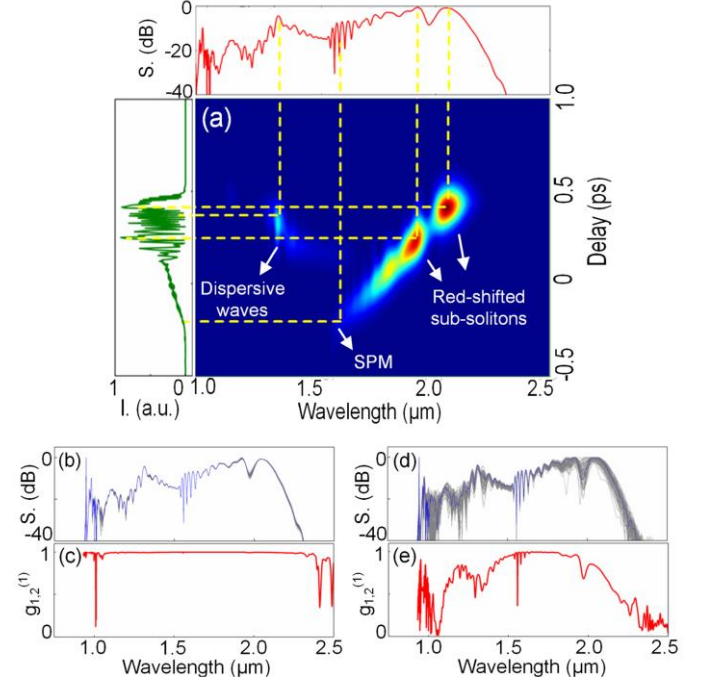 S. (dB)
0
-20
-40
(a)
1.0
0.5
0
-0.5
Delay (ps)
Dispersive
waves
Red-shifted
sub-solitons
SPM
1 0
I. (a.u.)
1.0 1.5 2.0 2.5
Wavelength (μm)
S. (dB)
0
-40
(b)
S. (dB)
0
-40
(d)
g1,2(1)
1
0
(c)
1.0 1.5 2.0 2.5
Wavelength (μm)
g1,2(1)
1
0
(e)
1.0 1.5 2.0 2.5
Wavelength (μm)